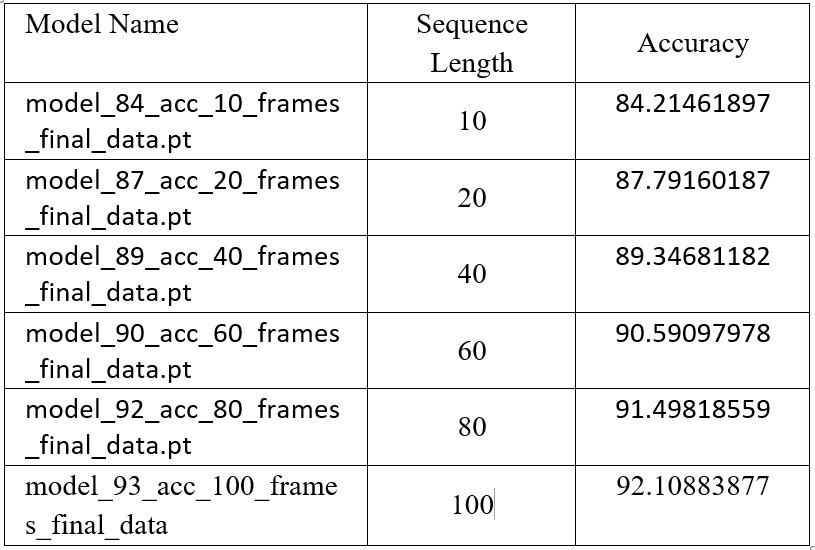 Model Name
Sequence
Length
Accuracy
model_84_acc_10_frames
_final_data.pt
10
84.21461897
model_87_acc_20_frames
_final_data.pt
20
87.79160187
model_89_acc_40_frames
_final_data.pt
40
89.34681182
model_90_acc_60_frames
_final_data.pt
60
90.59097978
model_92_acc_80_frames
_final_data.pt
80
91.49818559
model_93_acc_100_frame
s_final_data
100
92.10883877